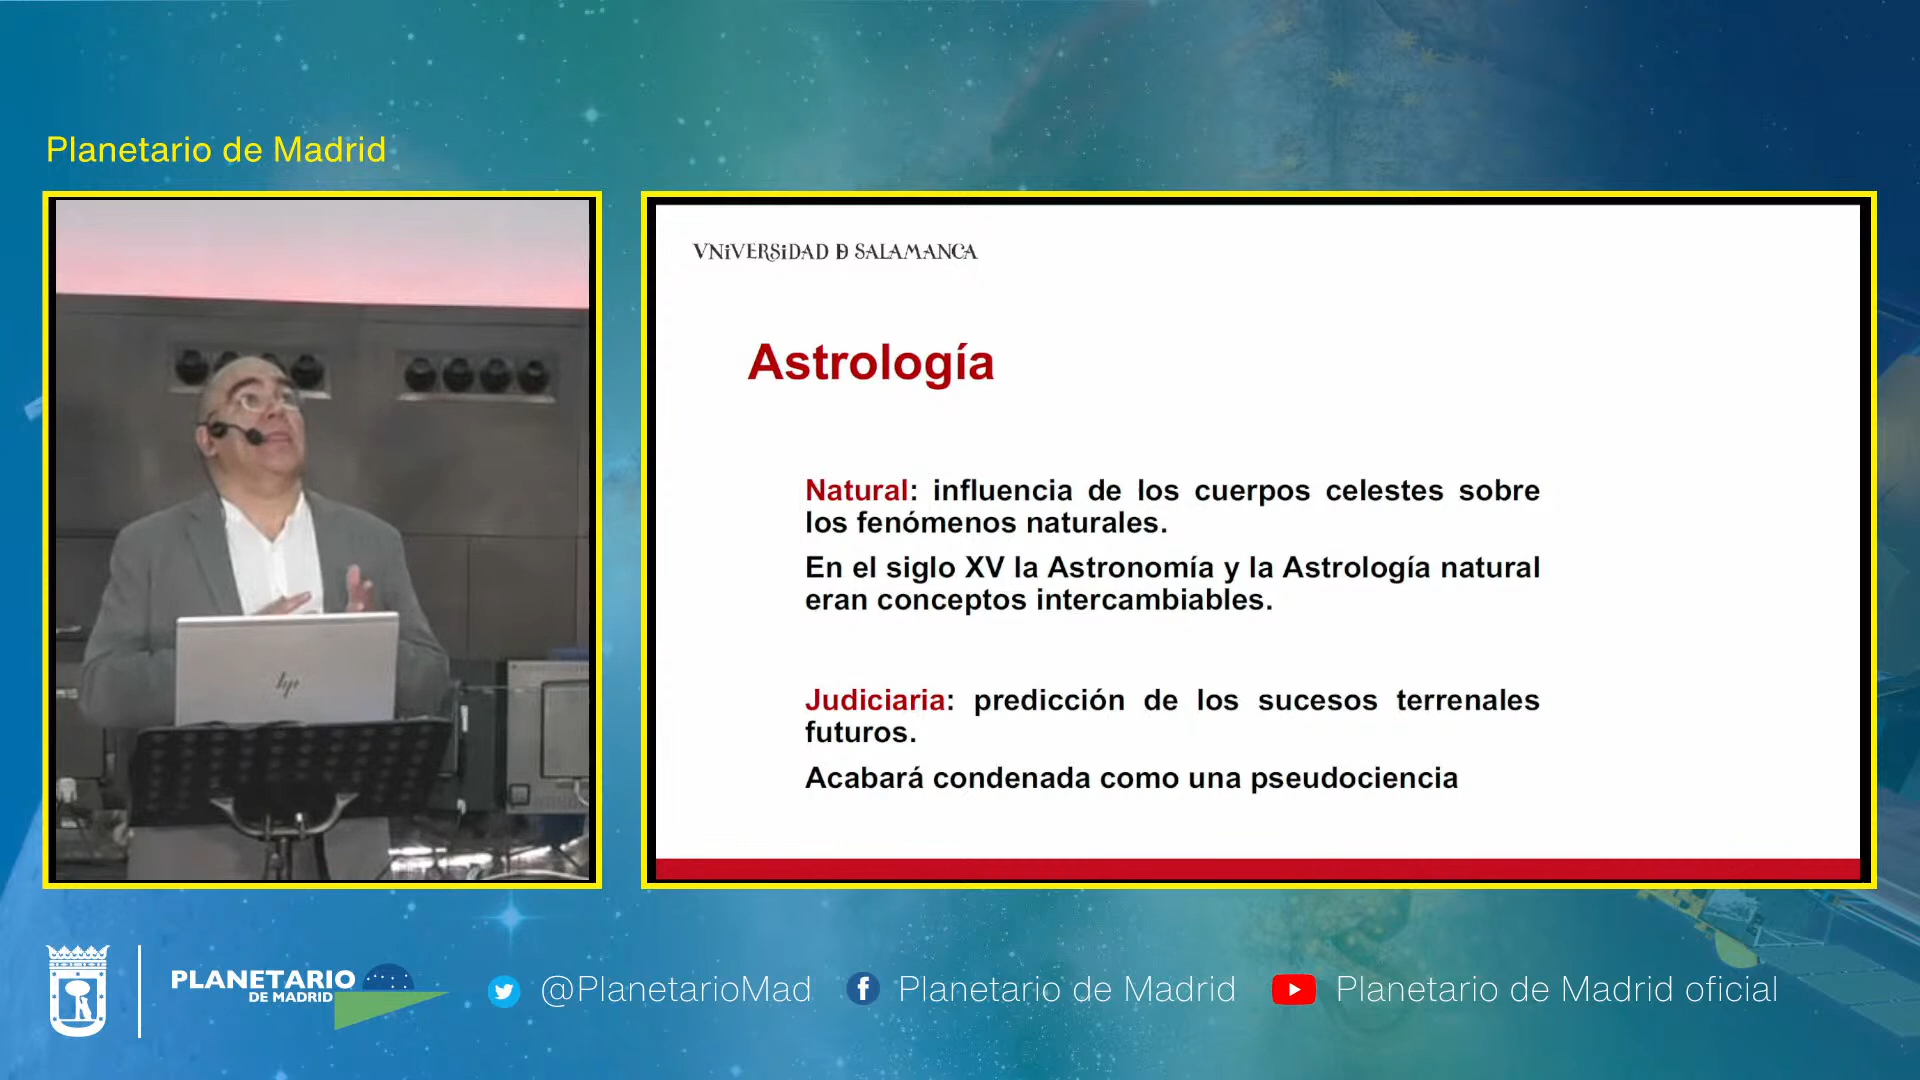 Planetario de Madrid
VNiVERSiDAD D SALAMANCA
Astrología
Natural: influencia de los cuerpos celestes sobre
los fenómenos naturales.
En el siglo XV la Astronomía y la Astrología natural
eran conceptos intercambiables.
Judiciaria: predicción de los sucesos terrenales
futuros.
Acabará condenada como una pseudociencia
hp
PLANETARIO
DE MADRID
@PlanetarioMad
Planetario de Madrid
Planetario de Madrid oficial